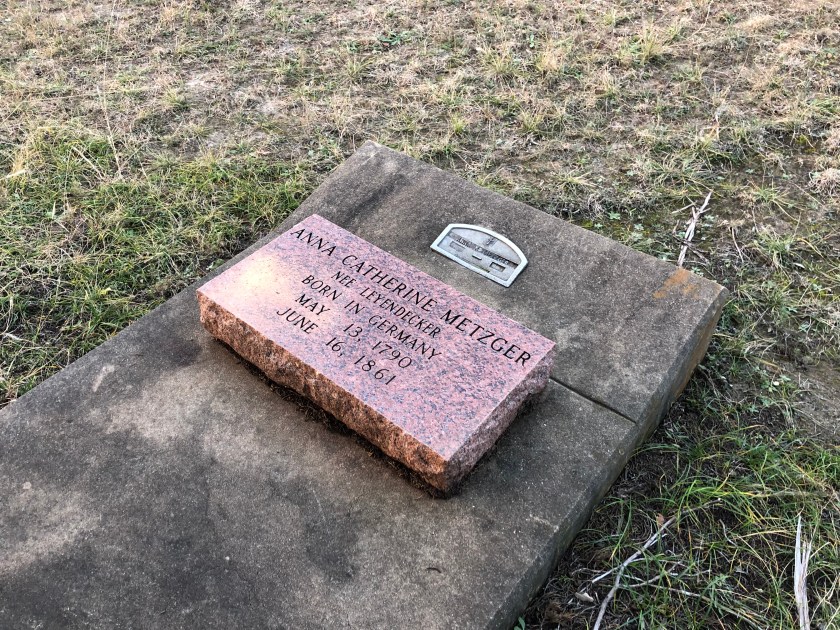 ANNA CATHERINE METZGER
NEE LEYENDECKER
BORN IN GERMANY
MAY 13, 1790
JUNE 16, 1861